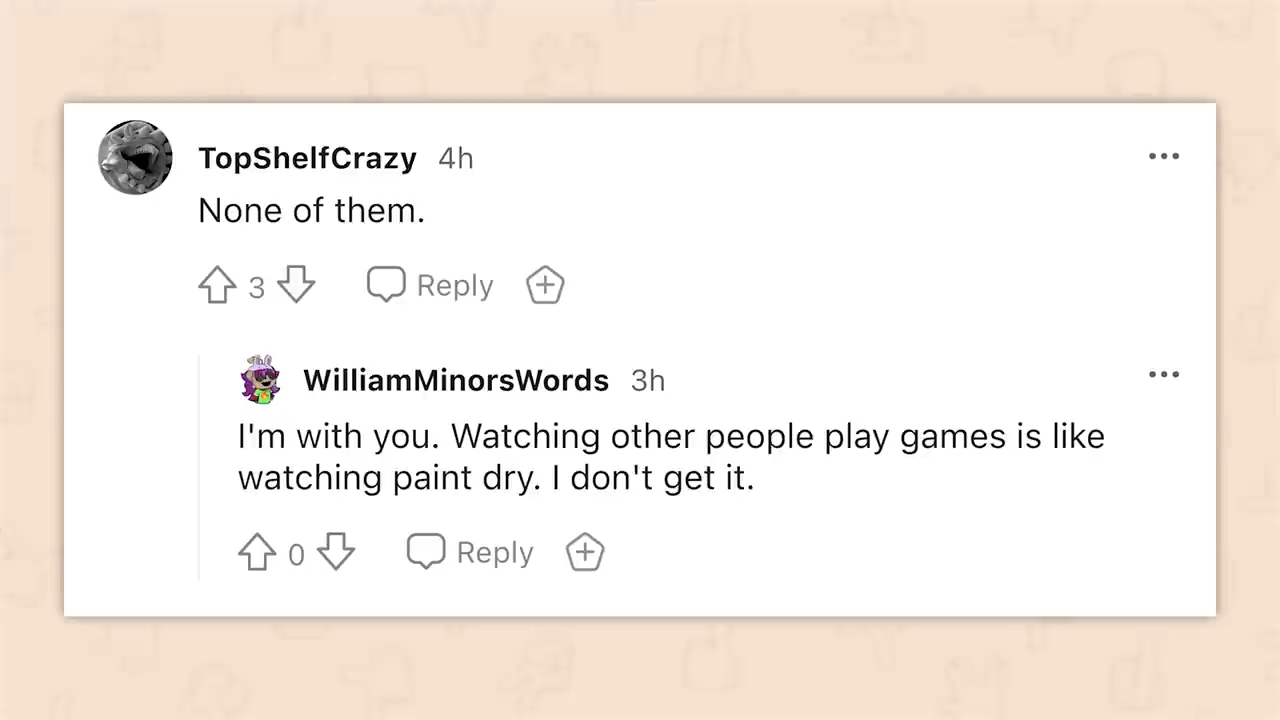 TopShelfCrazy 4h
None of them.
3 Reply
WilliamMinorsWords 3h
I'm with you. Watching other people play games is like
watching paint dry. I don't get it.
0 Reply